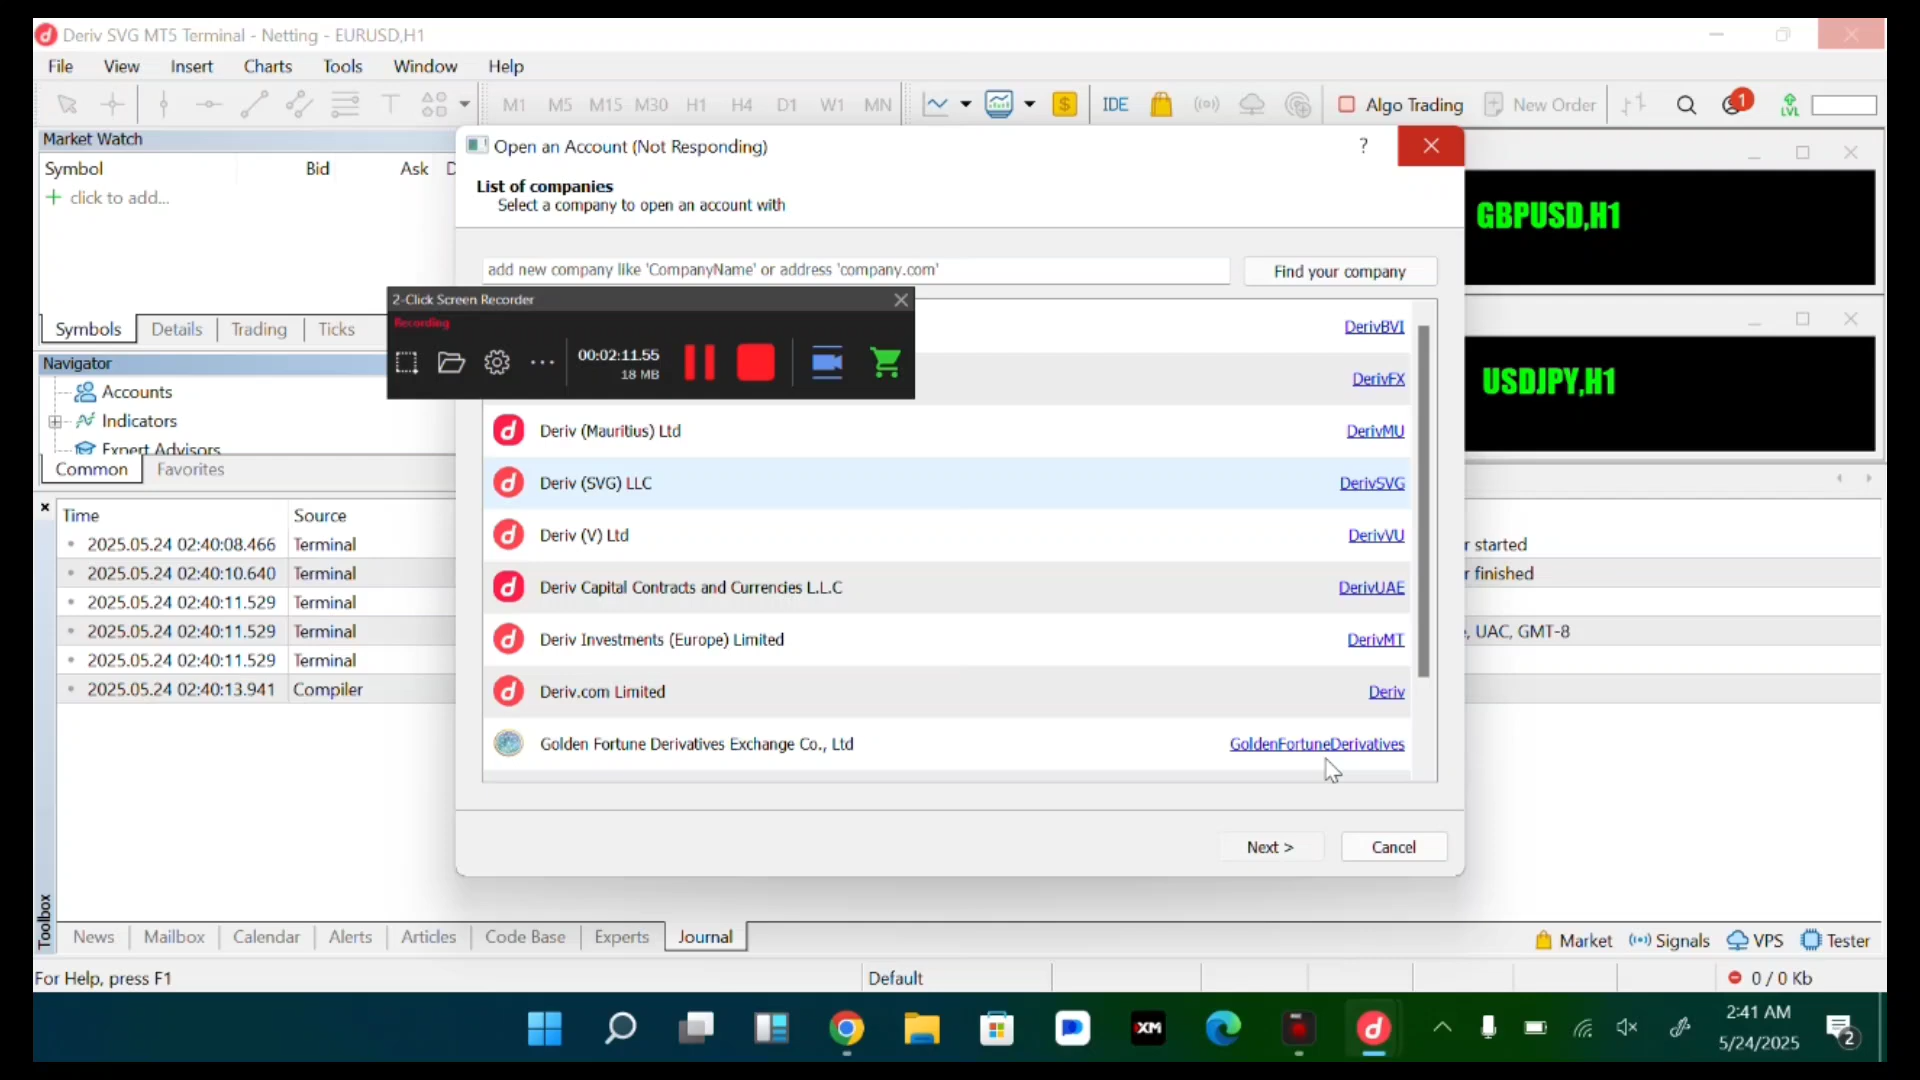 Deriv SVG MT5 Terminal - Netting - EURUSD,H1
File View Insert Charts Tools Window Help
M1 M5 M15 M30 H1 H4 D1 W1 MN IDE Algo Trading New Order 1 LVL
Market Watch
Symbol Bid Ask D
click to add...
Symbols Details Trading Ticks
Navigator
Accounts
Indicators
Expert Advisors
Common Favorites
Open an Account (Not Responding)
List of companies
Select a company to open an account with
add new company like 'CompanyName' or address 'company.com'
Find your company
2-Click Screen Recorder
Recording
00:02:11.55
18 MB
DerivBVI
DerivFX
Deriv (Mauritius) Ltd DerivMU
Deriv (SVG) LLC DerivSVG
Deriv (V) Ltd DerivVU
Deriv Capital Contracts and Currencies L.L.C DerivUAE
Deriv Investments (Europe) Limited DerivMT
Deriv.com Limited Deriv
Golden Fortune Derivatives Exchange Co., Ltd GoldenFortuneDerivatives
Next > Cancel
GBPUSD,H1
USDJPY,H1
Time Source
2025.05.24 02:40:08.466 Terminal r started
2025.05.24 02:40:10.640 Terminal r finished
2025.05.24 02:40:11.529 Terminal
2025.05.24 02:40:11.529 Terminal , UAC, GMT-8
2025.05.24 02:40:11.529 Terminal
2025.05.24 02:40:13.941 Compiler
Toolbox
News Mailbox Calendar Alerts Articles Code Base Experts Journal
Market Signals VPS Tester
For Help, press F1 Default 0 / 0 Kb
XM
2:41 AM
5/24/2025
2